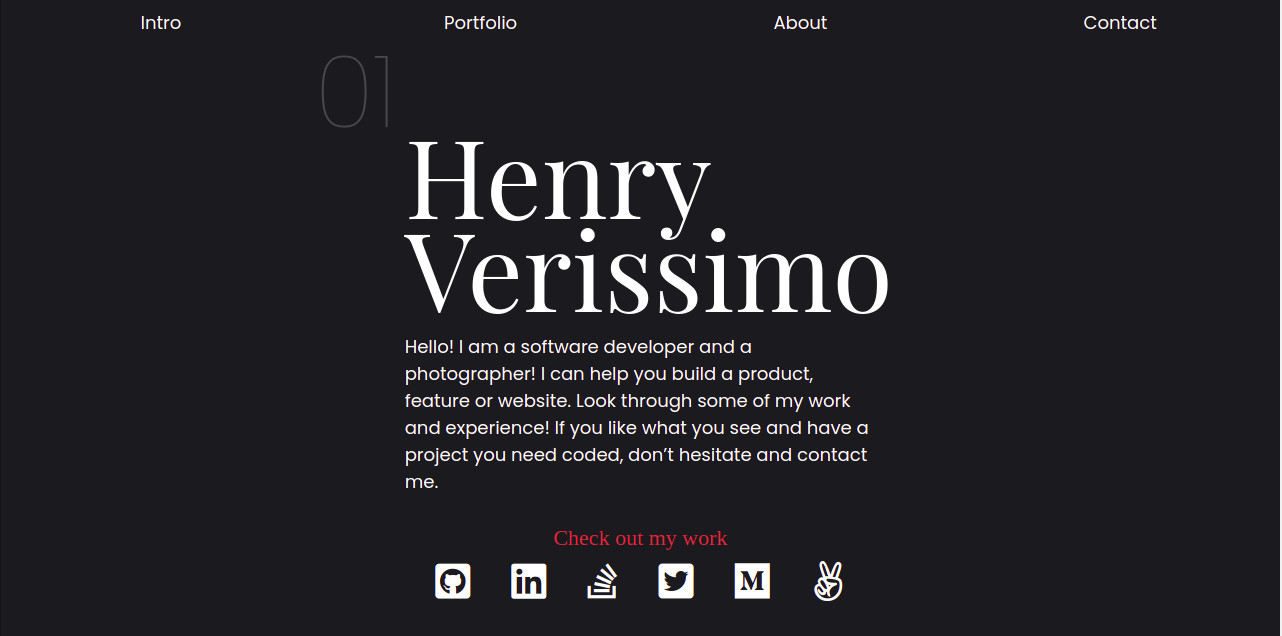 Intro Portfolio About Contact
01
Henry
Verissimo
Hello! I am a software developer and a
photographer! I can help you build a product,
feature or website. Look through some of my work
and experience! If you like what you see and have a
project you need coded, don’t hesitate and contact
me.
Check out my work
in M